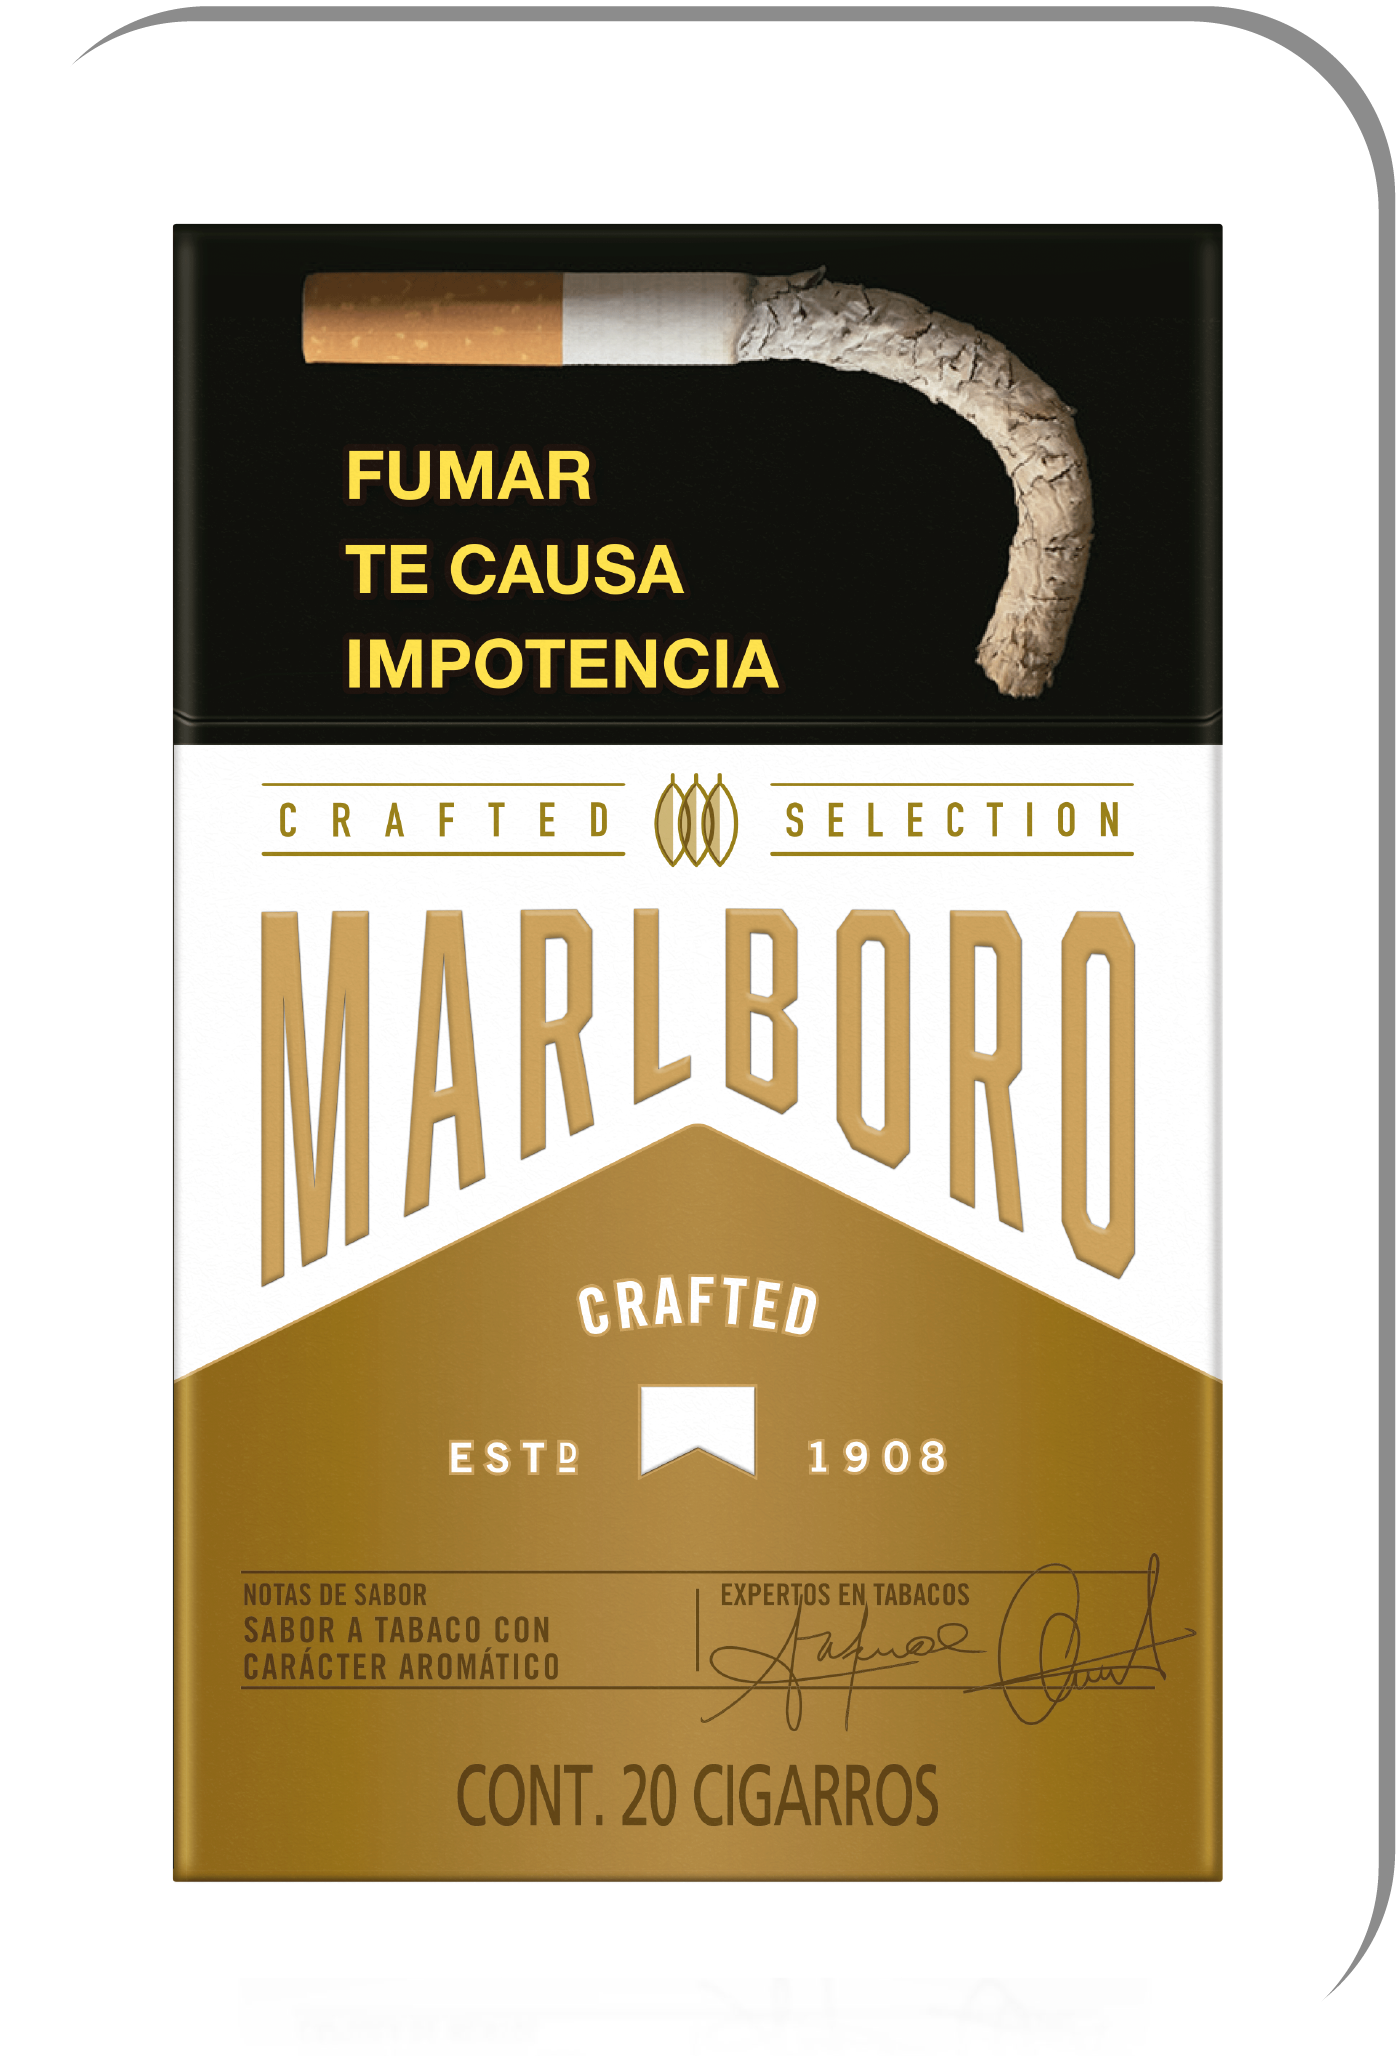 FUMAR
TE CAUSA
IMPOTENCIA
CRAFTED SELECTION
MARLBORO
CRAFTED
ESTD 1908
NOTAS DE SABOR
SABOR A TABACO CON
CARÁCTER AROMÁTICO
EXPERTOS EN TABACOS
CONT. 20 CIGARROS